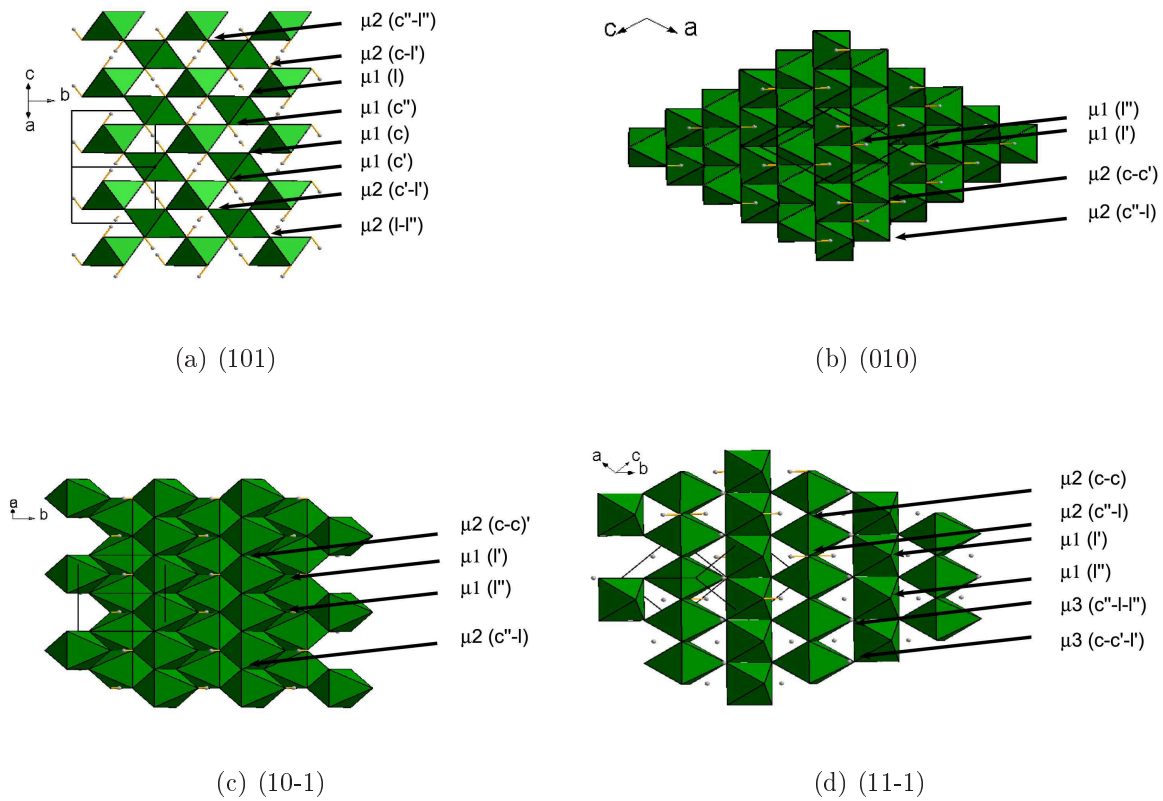 μ2 (c"-l")
μ2 (c-l')
μ1 (l)
μ1 (c")
μ1 (c)
μ1 (c')
μ2 (c'-l')
μ2 (l-l")
c
b
a
(a) (101)
c a
μ1 (l")
μ1 (l')
μ2 (c-c')
μ2 (c"-l)
(b) (010)
a
b
μ2 (c-c)'
μ1 (l')
μ1 (l")
μ2 (c"-l)
(c) (10-1)
a c
b
μ2 (c-c)
μ2 (c"-l)
μ1 (l')
μ1 (l")
μ3 (c"-l-l")
μ3 (c-c'-l')
(d) (11-1)